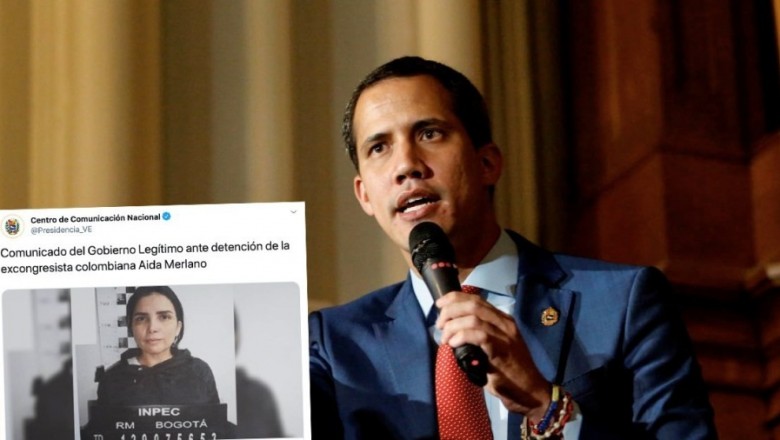 Centro de Comunicación Nacional
@Presidencia_VE
Comunicado del Gobierno Legítimo ante detención de la
excongresista colombiana Aida Merlano
INPEC
RM BOGOTÁ